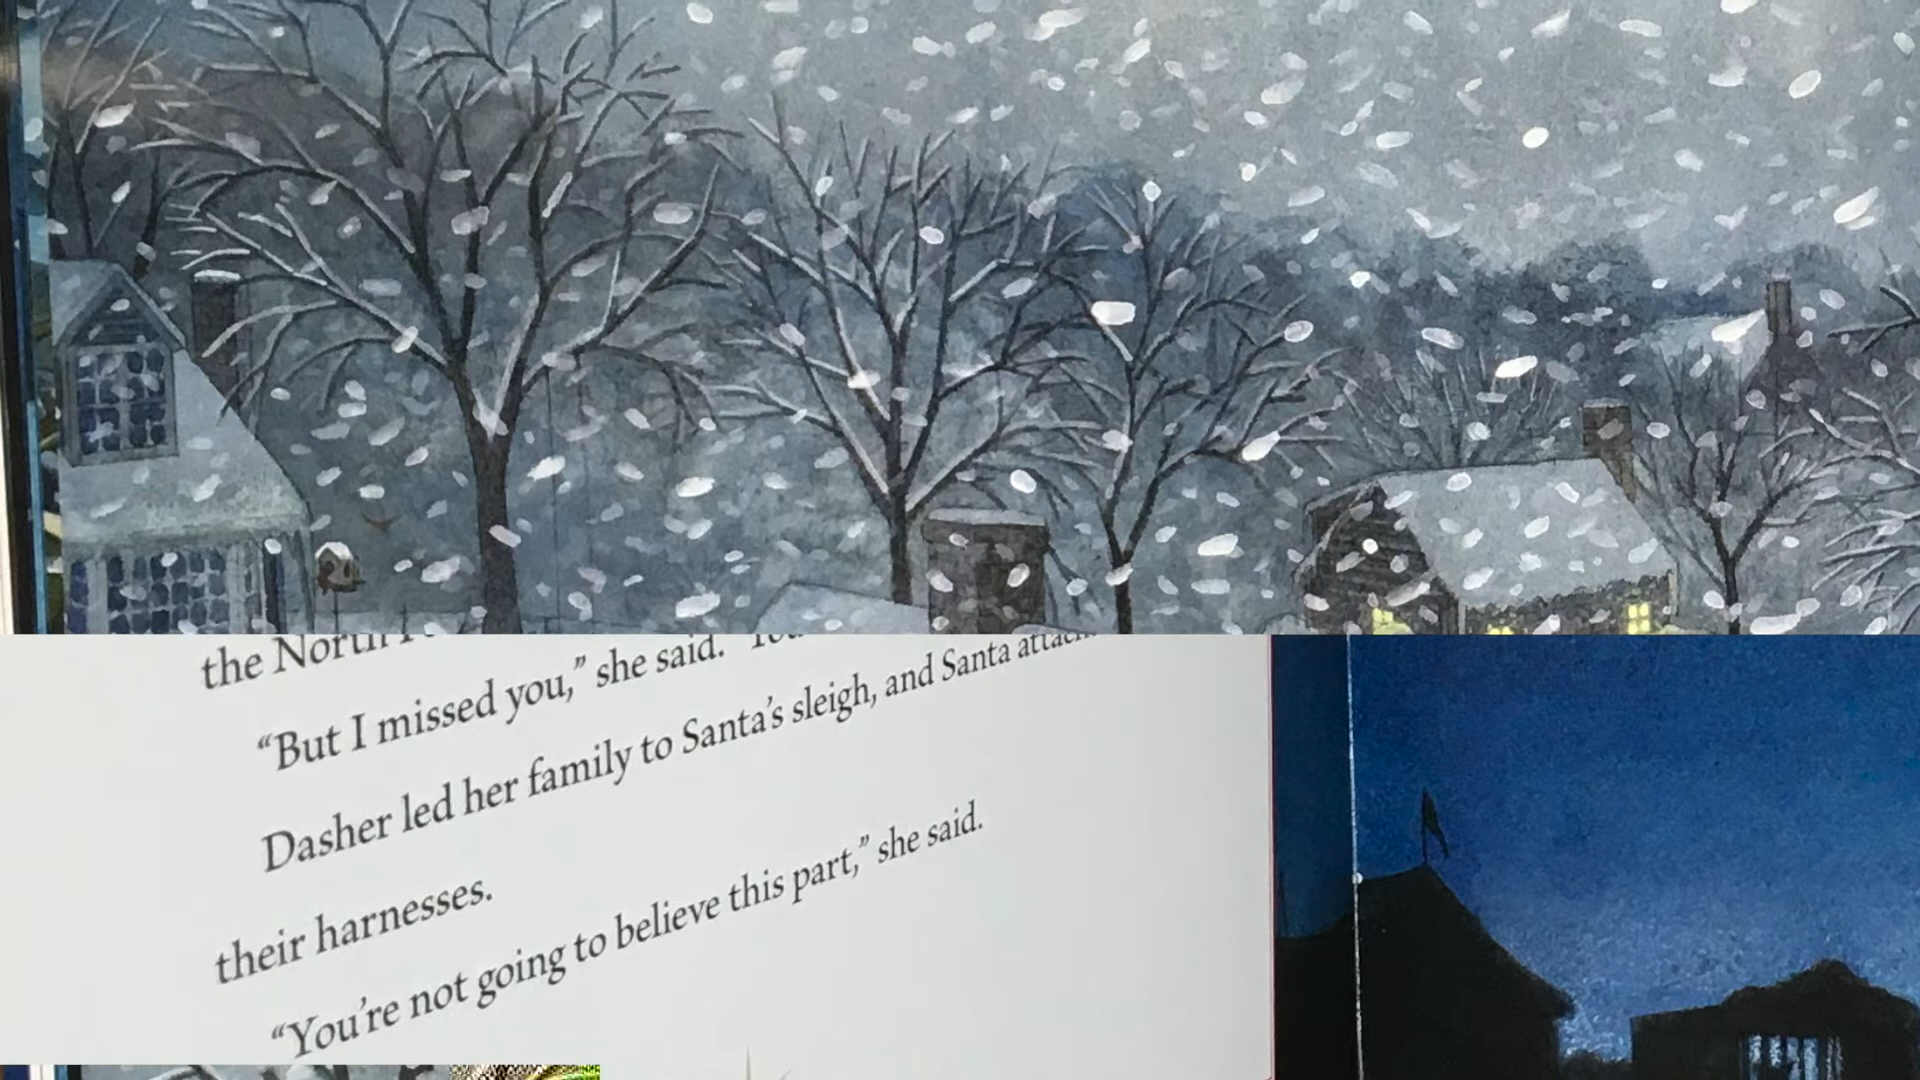 the North
“But I missed you,” she said.
Dasher led her family to Santa’s sleigh, and Santa
their harnesses.
“You’re not going to believe this part,” she said.